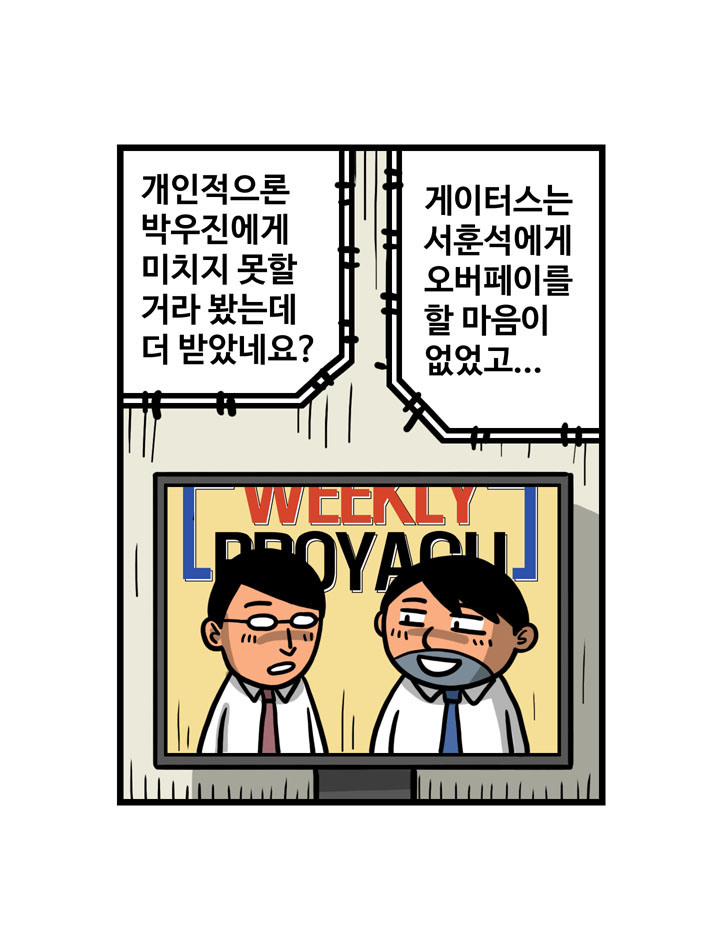 개인적으론
박우진에게
미치지 못할
거라 봤는데
더 받았네요?
게이터스는
서훈석에게
오버페이를
할 마음이
없었고...
WEEKLY
PROYAGU